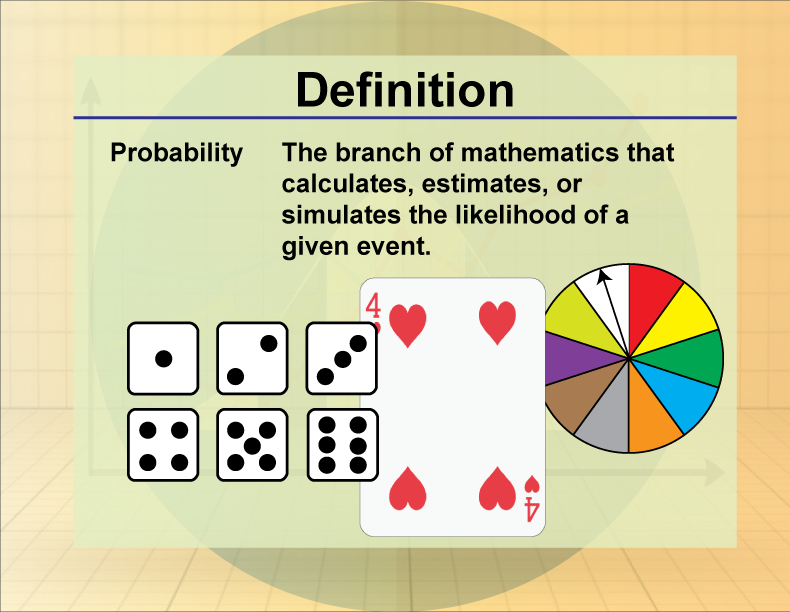 Definition
Probability
The branch of mathematics that
calculates, estimates, or
simulates the likelihood of a
given event.
4
4